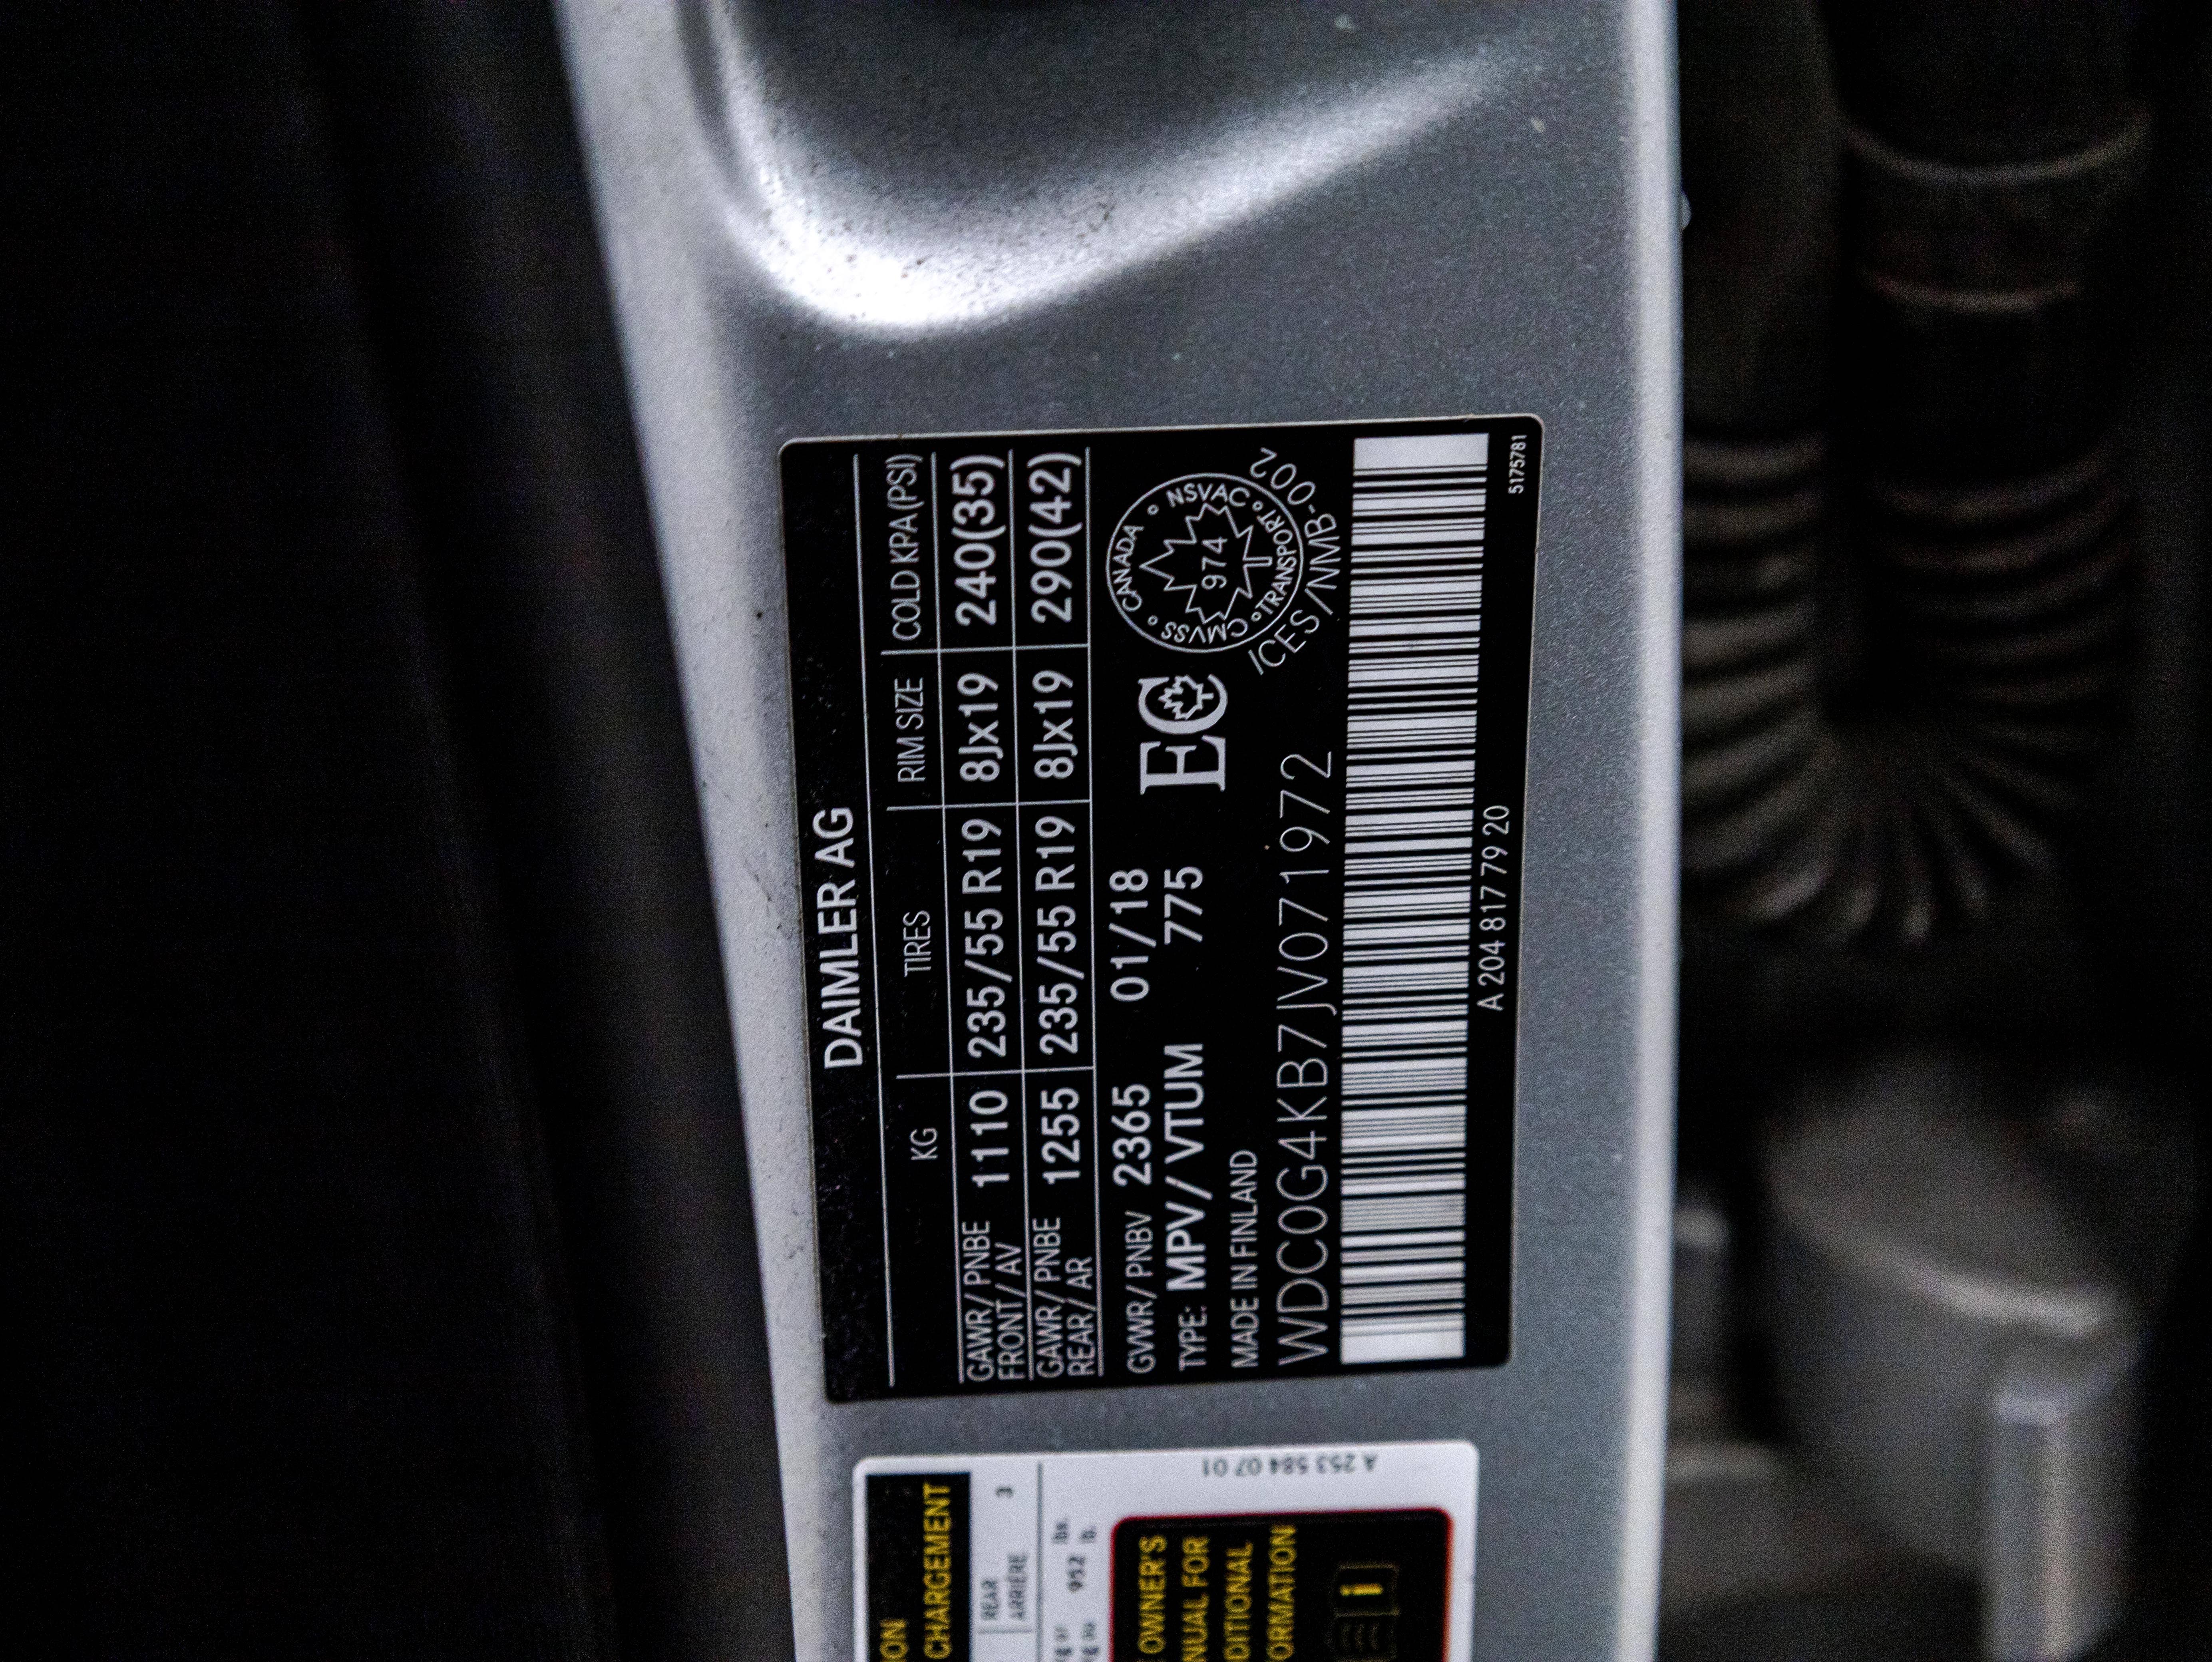 DAIMLER AG
KG TIRES RIM SIZE COLD KPA (PSI)
GAWR/ PNBE
FRONT/ AV 1110 235/55 R19 8Jx19 240(35)
GAWR/ PNBE
REAR/ AR 1255 235/55 R19 8Jx19 290(42)
GVWR/ PNBV 2365 01/18
TYPE: MPV/VTUM 775
EC
CANADA NSVAC TRANSPORT CMVSS
974
ICES/NMB-002
MADE IN FINLAND
WDC0G4KB7JV071972
A 204 817 79 20
5175781
CHARGEMENT
REAR
ARRIÈRE 3
952 lbs.
lb.
OWNER'S
FOR
A 253 584 07 01